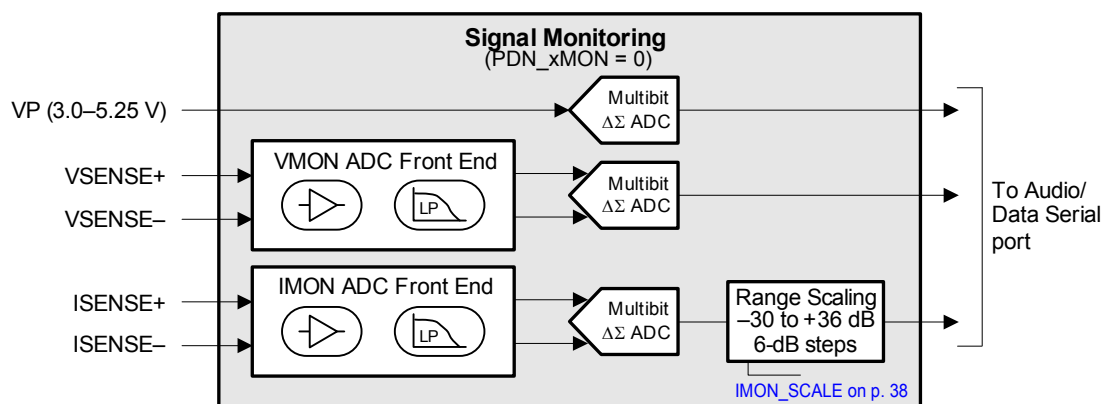 Signal Monitoring
(PDN_xMON = 0)
VP (3.0–5.25 V)
Multibit
ΔΣ ADC
VMON ADC Front End
VSENSE+
VSENSE–
LP
Multibit
ΔΣ ADC
To Audio/
Data Serial
port
IMON ADC Front End
ISENSE+
ISENSE–
LP
Multibit
ΔΣ ADC
Range Scaling
–30 to +36 dB
6-dB steps
IMON_SCALE on p. 38